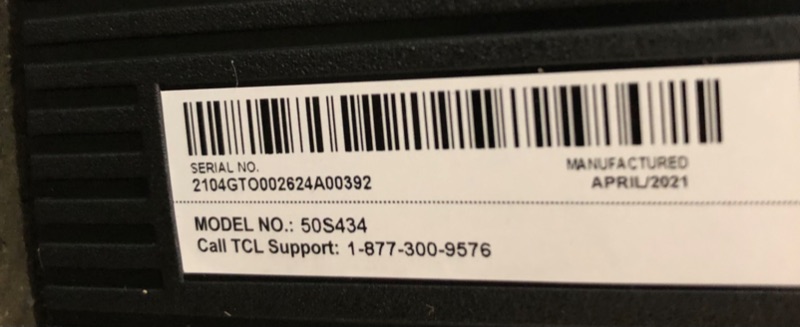 SERIAL NO.
2104GTO002624A00392
MANUFACTURED
APRIL/2021
MODEL NO.: 50S434
Call TCL Support: 1-877-300-9576